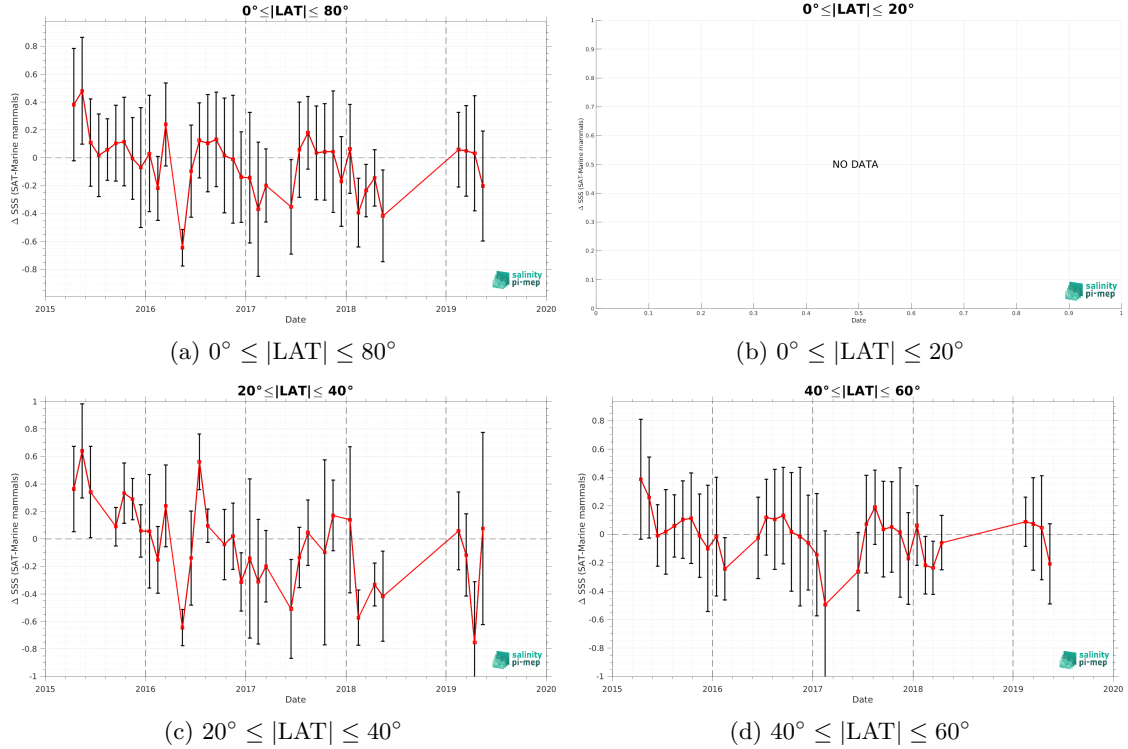 0°≤|LAT|≤ 80°
Δ SSS (SAT-Marine mammals)
0.8
0.6
0.4
0.2
0
-0.2
-0.4
-0.6
-0.8
2015 2016 2017 2018 2019 2020
Date
salinity
pi-mep
(a) 0° ≤ |LAT| ≤ 80°
0°≤|LAT|≤ 20°
Δ SSS (SAT-Marine mammals)
1
0.9
0.8
0.7
0.6
0.5
0.4
0.3
0.2
0.1
0
NO DATA
0 0.1 0.2 0.3 0.4 0.5 0.6 0.7 0.8 0.9 1
Date
salinity
pi-mep
(b) 0° ≤ |LAT| ≤ 20°
20°≤|LAT|≤ 40°
Δ SSS (SAT-Marine mammals)
1
0.8
0.6
0.4
0.2
0
-0.2
-0.4
-0.6
-0.8
-1
2015 2016 2017 2018 2019 2020
Date
salinity
pi-mep
(c) 20° ≤ |LAT| ≤ 40°
40°≤|LAT|≤ 60°
Δ SSS (SAT-Marine mammals)
0.8
0.6
0.4
0.2
0
-0.2
-0.4
-0.6
-0.8
-1
2015 2016 2017 2018 2019 2020
Date
salinity
pi-mep
(d) 40° ≤ |LAT| ≤ 60°